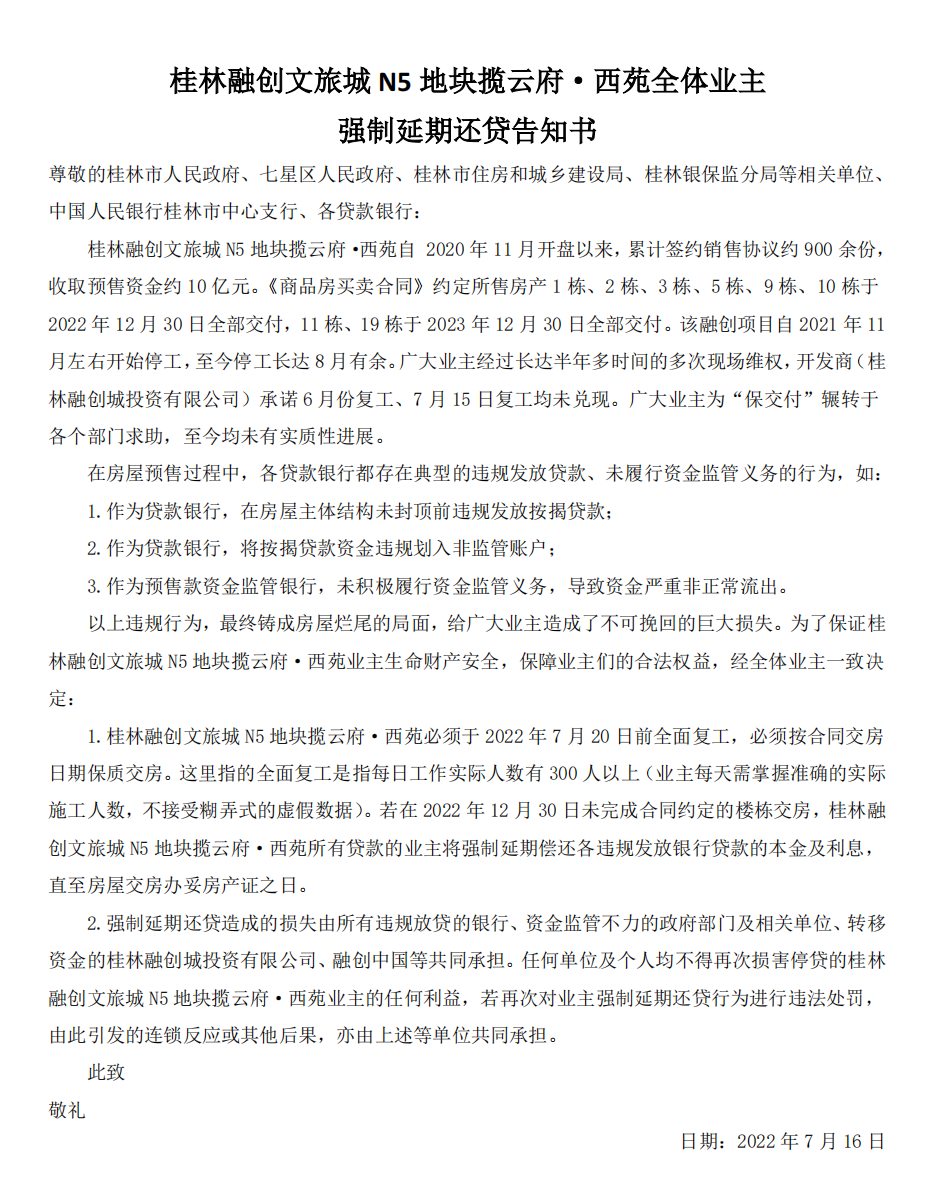 桂林融创文旅城 N5 地块揽云府·西苑全体业主
强制延期还贷告知书
尊敬的桂林市人民政府、七星区人民政府、桂林市住房和城乡建设局、桂林银保监分局等相关单位、
中国人民银行桂林市中心支行、各贷款银行：
桂林融创文旅城 N5 地块揽云府·西苑自 2020 年 11 月开盘以来，累计签约销售协议约 900 余份，
收取预售资金约 10 亿元。《商品房买卖合同》约定所售房产 1 栋、2 栋、3 栋、5 栋、9 栋、10 栋于
2022 年 12 月 30 日全部交付，11 栋、19 栋于 2023 年 12 月 30 日全部交付。该融创项目自 2021 年 11
月左右开始停工，至今停工长达 8 月有余。广大业主经过长达半年多时间的多次现场维权，开发商（桂
林融创城投资有限公司）承诺 6 月份复工、7 月 15 日复工均未兑现。广大业主为“保交付”辗转于
各个部门求助，至今均未有实质性进展。
在房屋预售过程中，各贷款银行都存在典型的违规发放贷款、未履行资金监管义务的行为，如：
1.作为贷款银行，在房屋主体结构未封顶前违规发放按揭贷款；
2.作为贷款银行，将按揭贷款资金违规划入非监管账户；
3.作为预售款资金监管银行，未积极履行资金监管义务，导致资金严重非正常流出。
以上违规行为，最终铸成房屋烂尾的局面，给广大业主造成了不可挽回的巨大损失。为了保证桂
林融创文旅城 N5 地块揽云府·西苑业主生命财产安全，保障业主们的合法权益，经全体业主一致决
定：
1.桂林融创文旅城 N5 地块揽云府·西苑必须于 2022 年 7 月 20 日前全面复工，必须按合同交房
日期保质交房。这里指的全面复工是指每日工作实际人数有 300 人以上（业主每天需掌握准确的实际
施工人数，不接受糊弄式的虚假数据）。若在 2022 年 12 月 30 日未完成合同约定的楼栋交房，桂林融
创文旅城 N5 地块揽云府·西苑所有贷款的业主将强制延期偿还各违规发放银行贷款的本金及利息，
直至房屋交房办妥房产证之日。
2.强制延期还贷造成的损失由所有违规放贷的银行、资金监管不力的政府部门及相关单位、转移
资金的桂林融创城投资有限公司、融创中国等共同承担。任何单位及个人均不得再次损害停贷的桂林
融创文旅城 N5 地块揽云府·西苑业主的任何利益，若再次对业主强制延期还贷行为进行违法处罚，
由此引发的连锁反应或其他后果，亦由上述等单位共同承担。
此致
敬礼
日期：2022 年 7 月 16 日